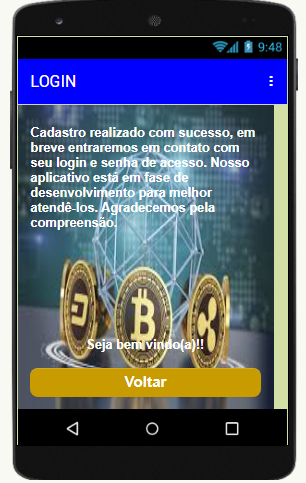 9:48
LOGIN
Cadastro realizado com sucesso, em
breve entraremos em contato com
seu login e senha de acesso. Nosso
aplicativo está em fase de
desenvolvimento para melhor
atendê-los. Agradecemos pela
compreensão.
Seja bem vindo(a)!!
Voltar